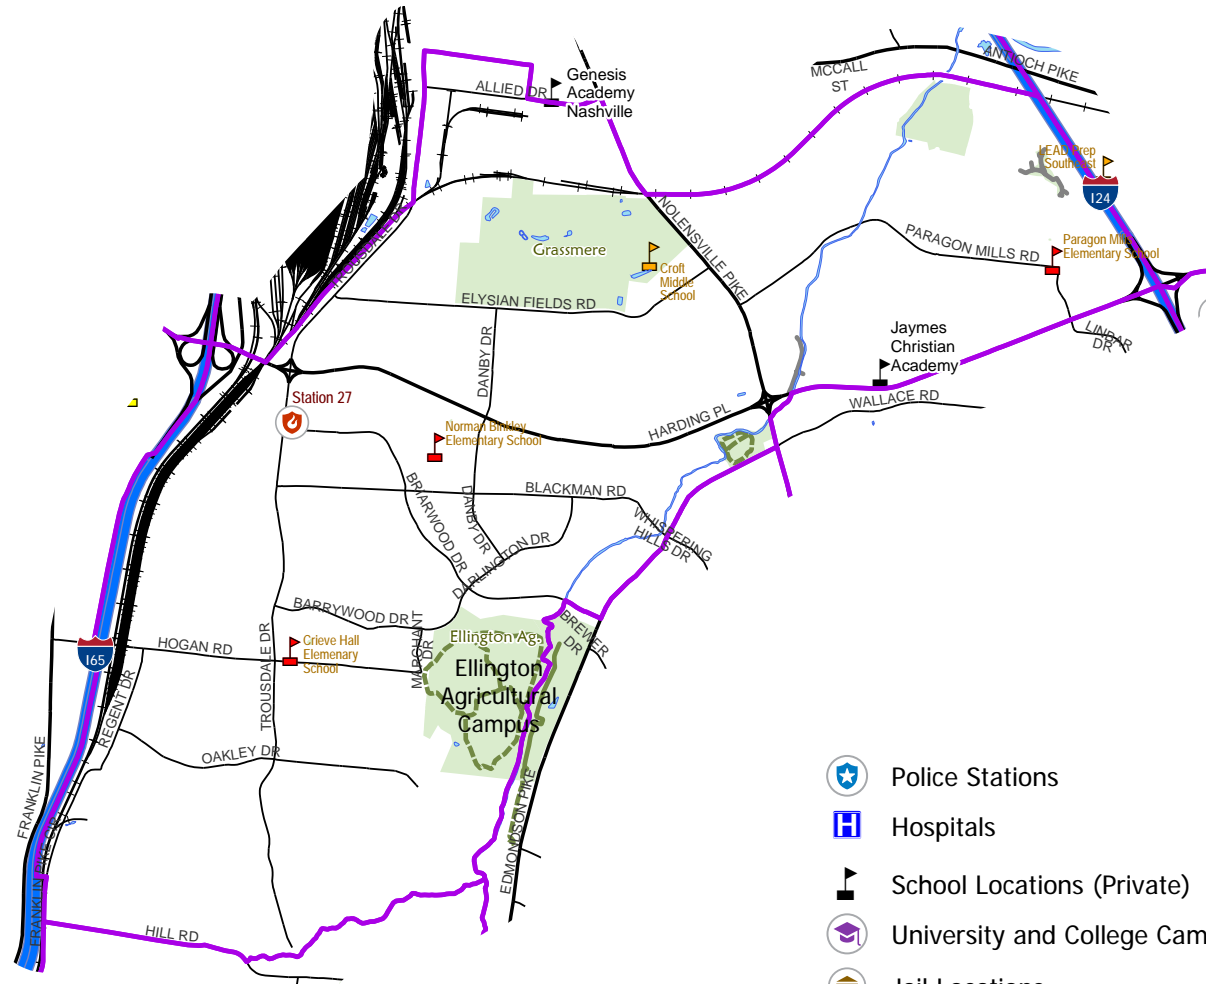 ANTIOCH PIKE
MCCALL
ST
ALLIED DR
Genesis
Academy
Nashville
LEAD Prep
Southeast
I24
TROUSDALE DR
NOLENSVILLE PIKE
Grassmere
PARAGON MILLS RD
Paragon Mills
Elementary School
Croft
Middle
School
ELYSIAN FIELDS RD
LINBAR
DR
Jaymes
Christian
Academy
DANBY DR
Station 27
HARDING PL
WALLACE RD
Norman Binkley
Elementary School
BRIARWOOD DR
DANBY DR
BLACKMAN RD
WHISPERING
HILLS DR
DARLINGTON DR
BARRYWOOD DR
MARCHANT
DR
BREWER
DR
HOGAN RD
TROUSDALE DR
Crieve Hall
Elemenary
School
Ellington Ag.
Ellington
Agricultural
Campus
I65
REGENT DR
OAKLEY DR
FRANKLIN PIKE
FRANKLIN PIKE CIR
EDMONDSON PIKE
HILL RD
Police Stations
H Hospitals
School Locations (Private)
University and College Cam
Jail Locations